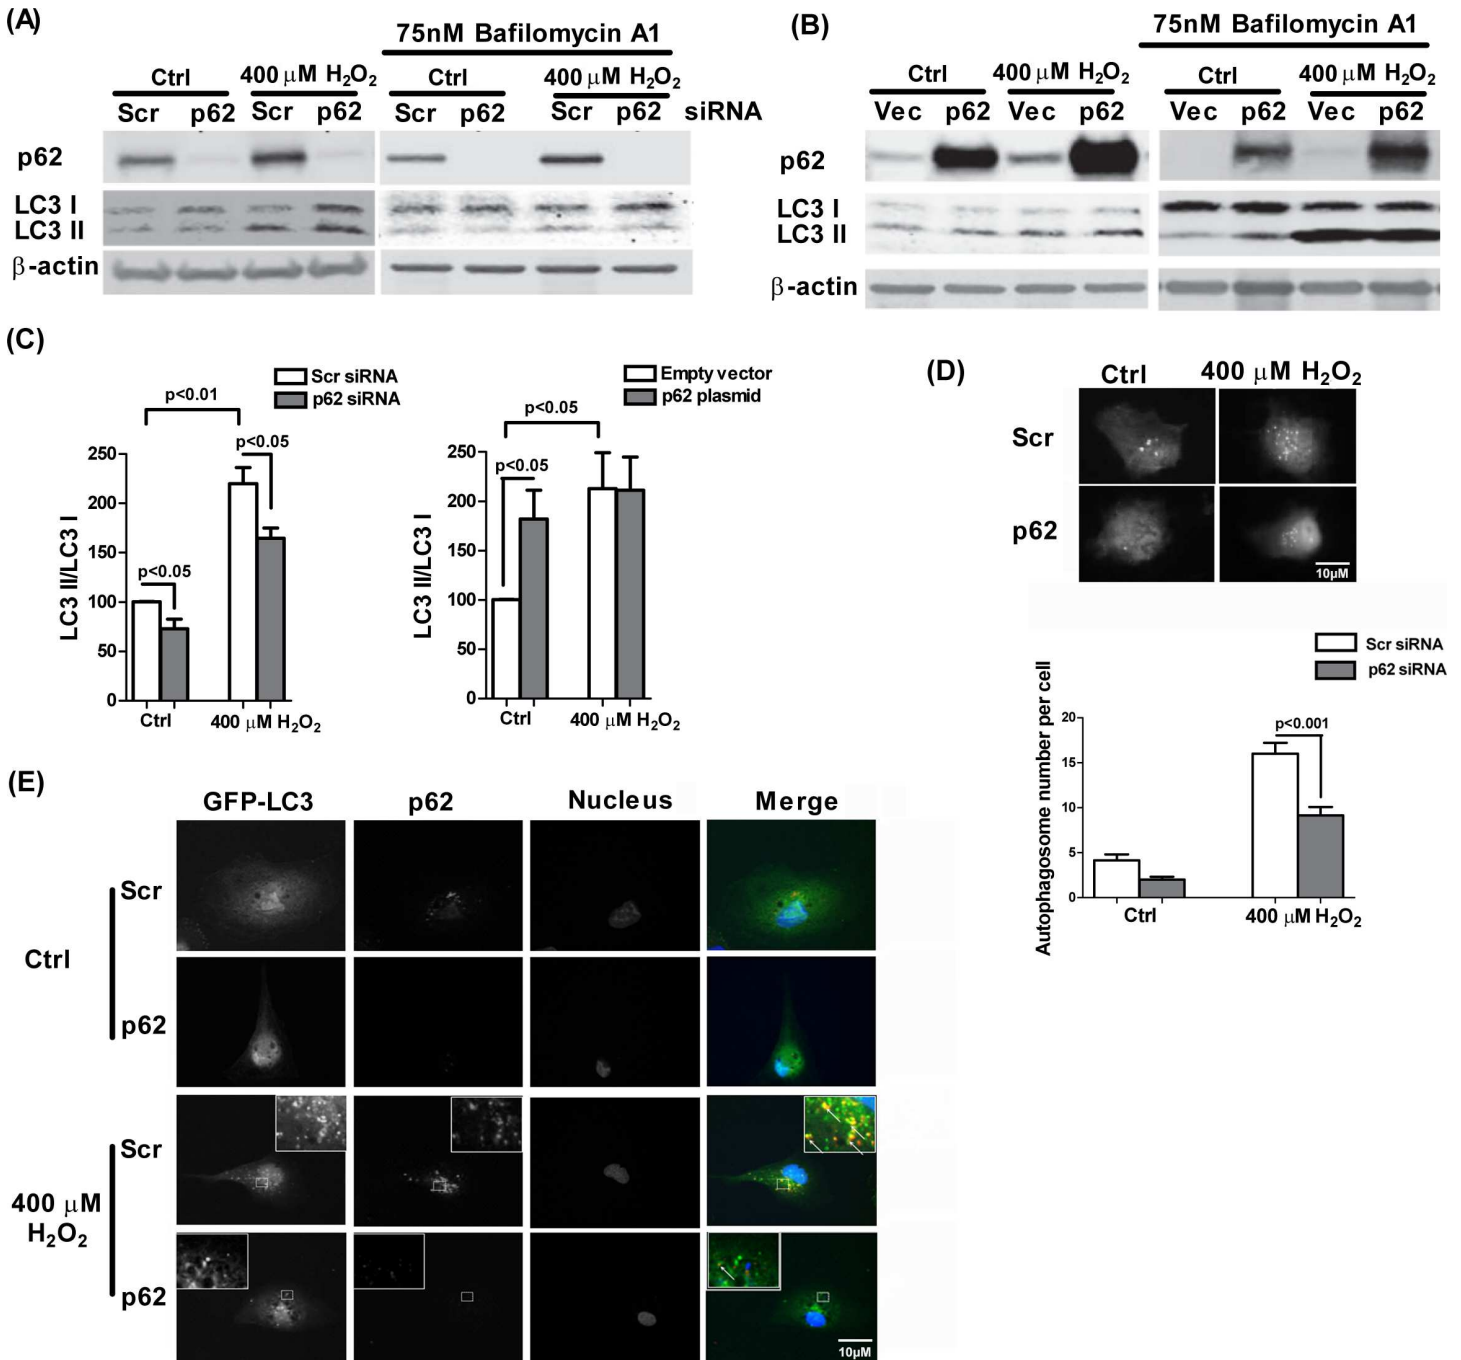 (A)
75nM Bafilomycin A1
Ctrl 400 μM H₂O₂ Ctrl 400 μM H₂O₂
Scr p62 Scr p62 Scr p62 Scr p62 siRNA
p62
LC3 I
LC3 II
β-actin
(B)
75nM Bafilomycin A1
Ctrl 400 μM H₂O₂ Ctrl 400 μM H₂O₂
Vec p62 Vec p62 Vec p62 Vec p62
p62
LC3 I
LC3 II
β-actin
(C)
Scr siRNA
p62 siRNA
p<0.01
p<0.05
p<0.05
250
200
150
100
50
0
LC3 II/LC3 I
Ctrl 400 μM H₂O₂
Empty vector
p62 plasmid
p<0.05
p<0.05
250
200
150
100
50
0
LC3 II/LC3 I
Ctrl 400 μM H₂O₂
(D)
Ctrl 400 μM H₂O₂
Scr
p62
10μM
Scr siRNA
p62 siRNA
p<0.001
20
15
10
5
0
Autophagosome number per cell
Ctrl 400 μM H₂O₂
(E)
GFP-LC3 p62 Nucleus Merge
Ctrl
Scr
p62
400 μM
H₂O₂
Scr
p62
10μM